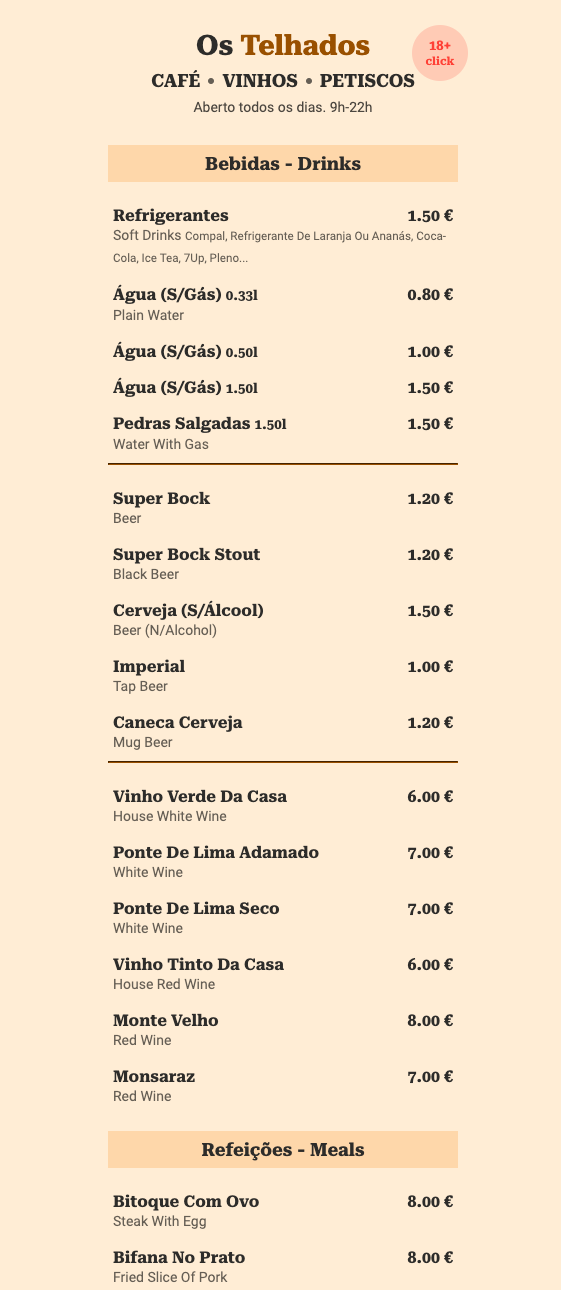 Os Telhados
18+
click
CAFÉ • VINHOS • PETISCOS
Aberto todos os dias. 9h-22h
Bebidas - Drinks
Refrigerantes 1.50 €
Soft Drinks Compal, Refrigerante De Laranja Ou Ananás, Coca-
Cola, Ice Tea, 7Up, Pleno...
Água (S/Gás) 0.33l 0.80 €
Plain Water
Água (S/Gás) 0.50l 1.00 €
Água (S/Gás) 1.50l 1.50 €
Pedras Salgadas 1.50l 1.50 €
Water With Gas
Super Bock 1.20 €
Beer
Super Bock Stout 1.20 €
Black Beer
Cerveja (S/Álcool) 1.50 €
Beer (N/Alcohol)
Imperial 1.00 €
Tap Beer
Caneca Cerveja 1.20 €
Mug Beer
Vinho Verde Da Casa 6.00 €
House White Wine
Ponte De Lima Adamado 7.00 €
White Wine
Ponte De Lima Seco 7.00 €
White Wine
Vinho Tinto Da Casa 6.00 €
House Red Wine
Monte Velho 8.00 €
Red Wine
Monsaraz 7.00 €
Red Wine
Refeições - Meals
Bitoque Com Ovo 8.00 €
Steak With Egg
Bifana No Prato 8.00 €
Fried Slice Of Pork